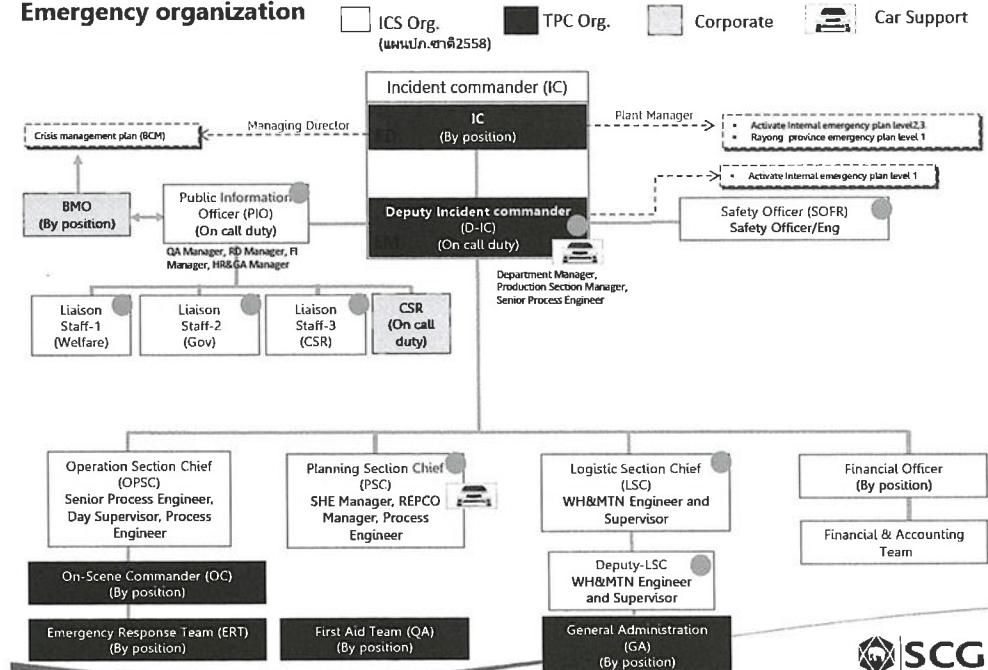 Emergency organization
ICS Org.
(แผนปภ.ชาติ2558)
TPC Org.
Corporate
Car Support
Incident commander (IC)
IC
(By position)
Managing Director
Plant Manager
Crisis management plan (BCM)
Activate Internal emergency plan level2,3
Rayong province emergency plan level 1
Activate Internal emergency plan level 1
BMO
(By position)
Public Information
Officer (PIO)
(On call duty)
QA Manager, RD Manager, FI
Manager, HR&GA Manager
Deputy Incident commander
(D-IC)
(On call duty)
Department Manager,
Production Section Manager,
Senior Process Engineer
Safety Officer (SOFR)
Safety Officer/Eng
Liaison
Staff-1
(Welfare)
Liaison
Staff-2
(Gov)
Liaison
Staff-3
(CSR)
CSR
(On call
duty)
Operation Section Chief
(OPSC)
Senior Process Engineer,
Day Supervisor, Process
Engineer
Planning Section Chief
(PSC)
SHE Manager, REPCO
Manager, Process
Engineer
Logistic Section Chief
(LSC)
WH&MTN Engineer and
Supervisor
Financial Officer
(By position)
Financial & Accounting
Team
Deputy-LSC
WH&MTN Engineer
and Supervisor
On-Scene Commander (OC)
(By position)
Emergency Response Team (ERT)
(By position)
First Aid Team (QA)
(By position)
General Administration
(GA)
(By position)
SCG